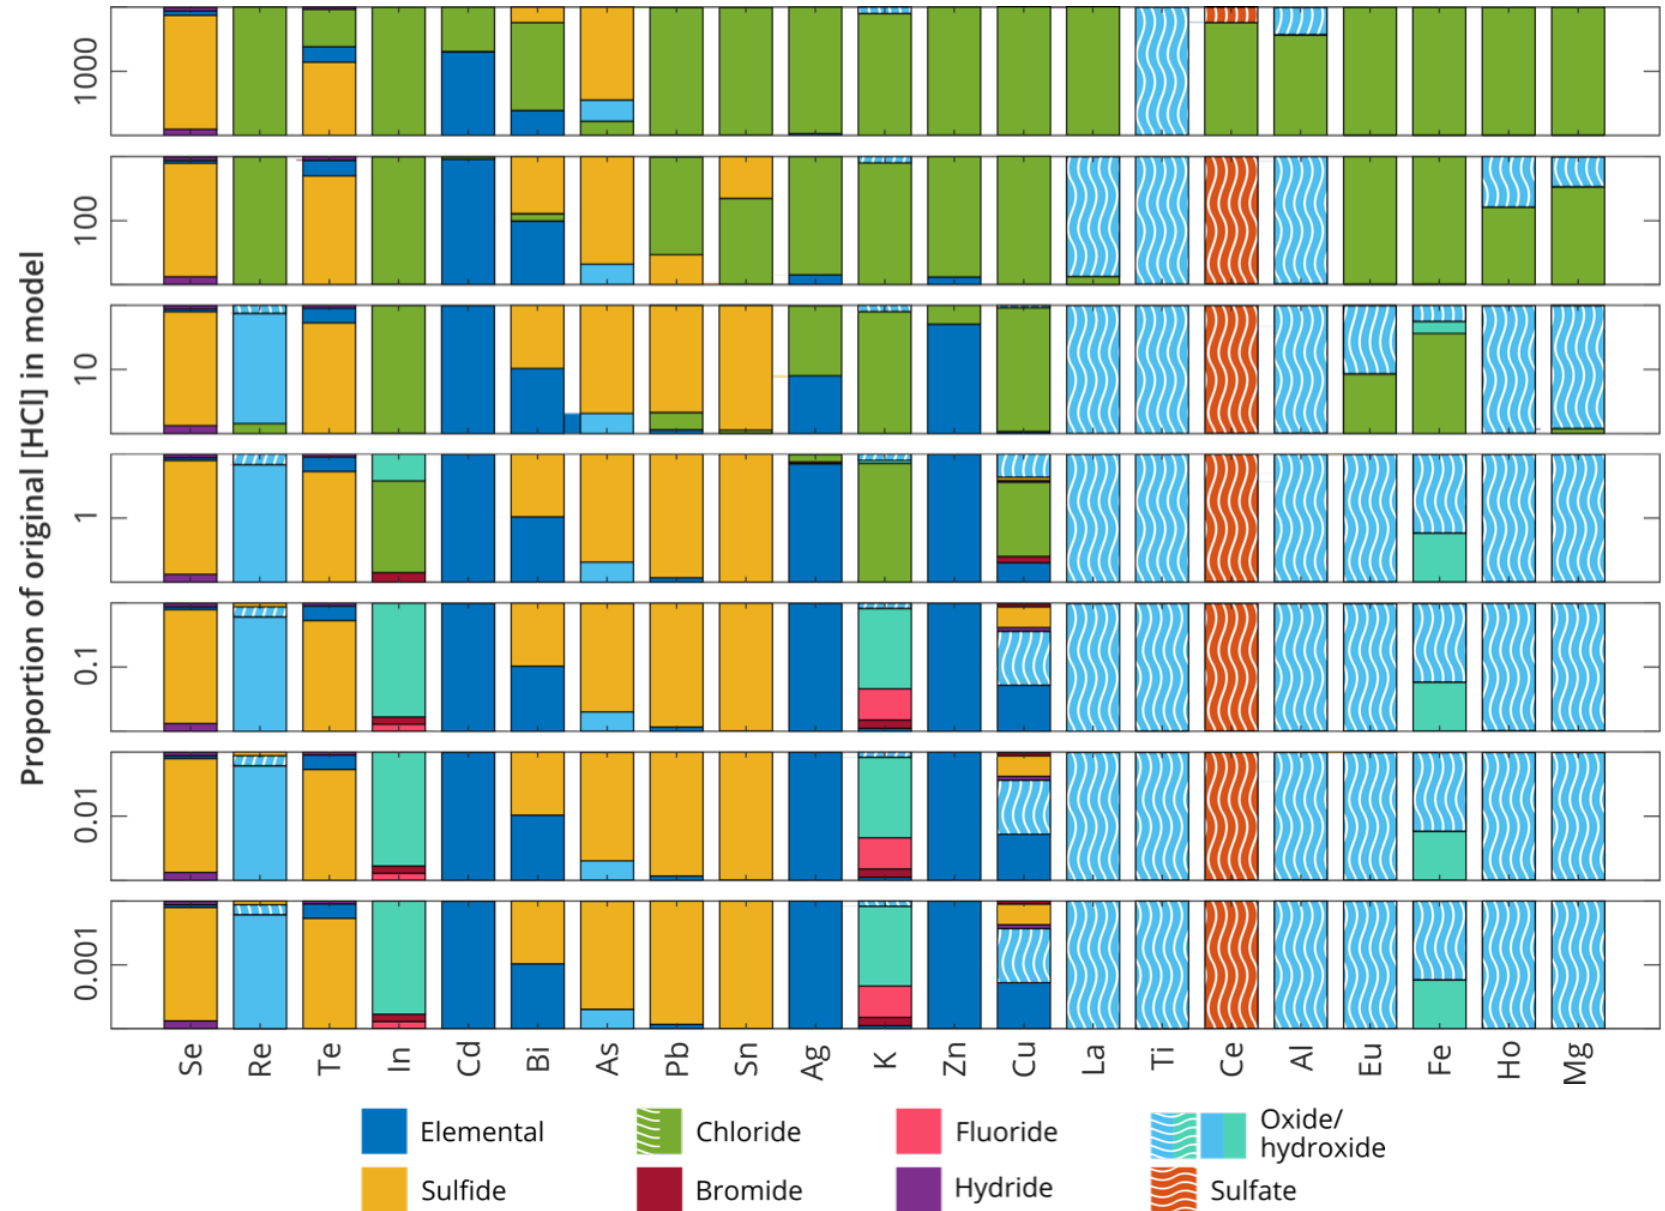 Proportion of original [HCl] in model
1000
100
10
1
0.1
0.01
0.001
Se Re Te In Cd Bi As Pb Sn Ag K Zn Cu La Ti Ce Al Eu Fe Ho Mg
Elemental
Chloride
Fluoride
Oxide/
hydroxide
Sulfide
Bromide
Hydride
Sulfate